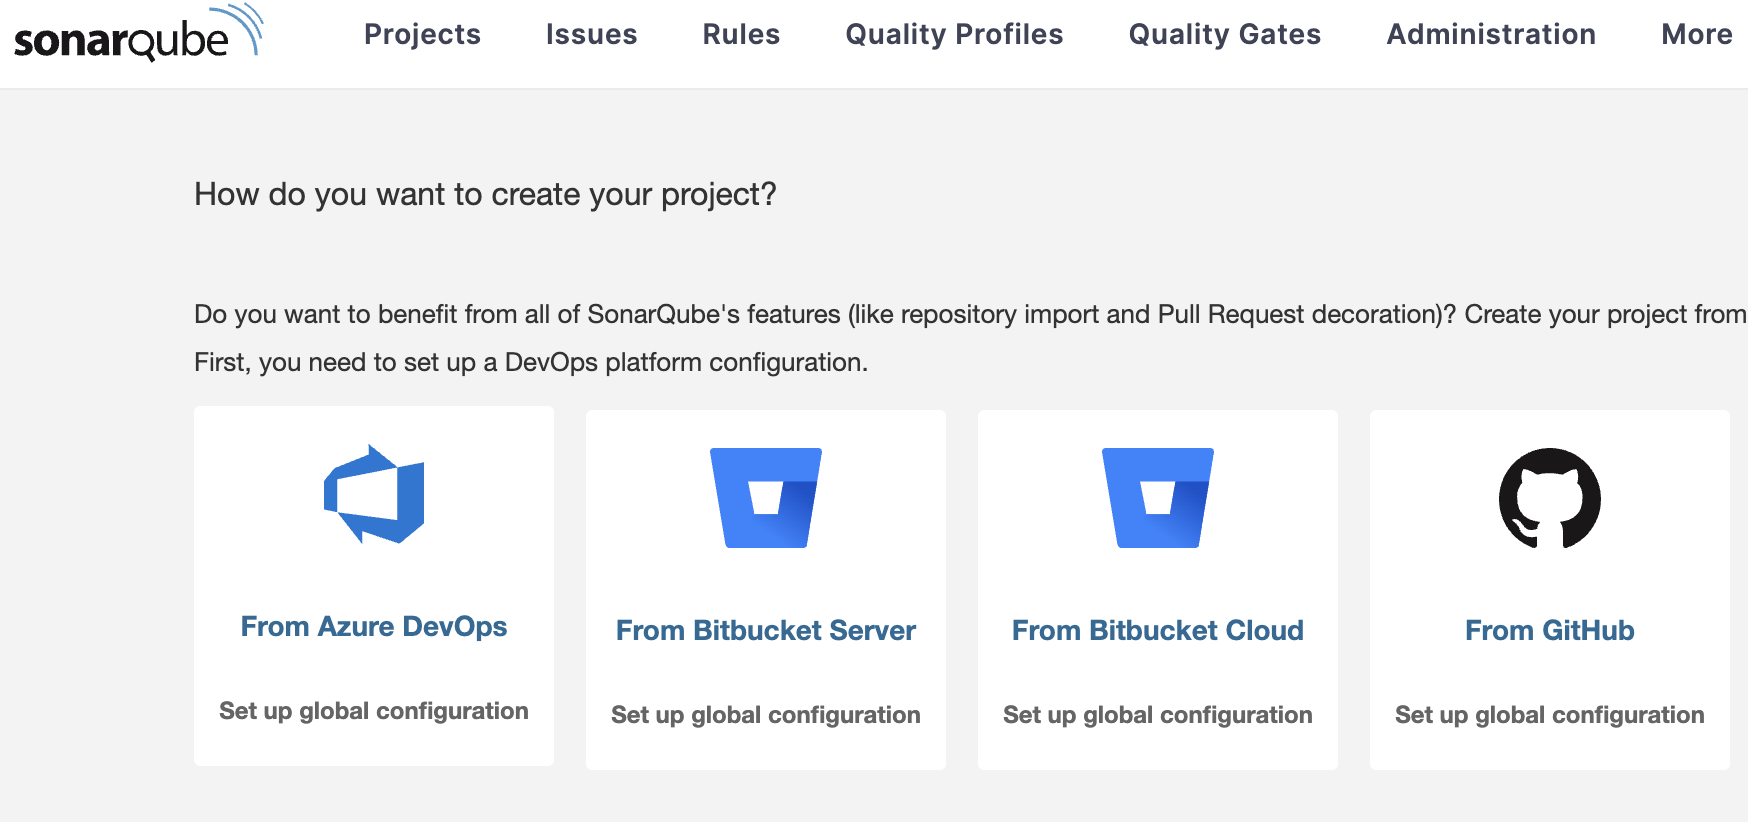 sonarqube
Projects Issues Rules Quality Profiles Quality Gates Administration More
How do you want to create your project?
Do you want to benefit from all of SonarQube's features (like repository import and Pull Request decoration)? Create your project from
First, you need to set up a DevOps platform configuration.
From Azure DevOps
Set up global configuration
From Bitbucket Server
Set up global configuration
From Bitbucket Cloud
Set up global configuration
From GitHub
Set up global configuration